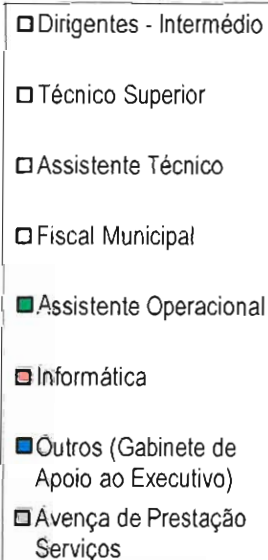 Dirigentes - Intermédio
Técnico Superior
Assistente Técnico
Fiscal Municipal
Assistente Operacional
Informática
Outros (Gabinete de
Apoio ao Executivo)
Avença de Prestação
Serviços